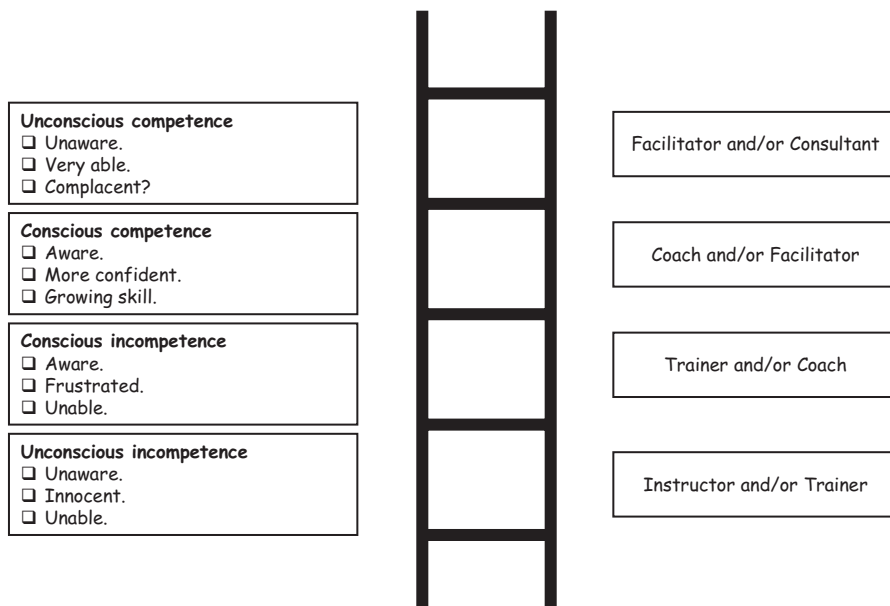 Unconscious competence
❑ Unaware.
❑ Very able.
❑ Complacent?
Facilitator and/or Consultant
Conscious competence
❑ Aware.
❑ More confident.
❑ Growing skill.
Coach and/or Facilitator
Conscious incompetence
❑ Aware.
❑ Frustrated.
❑ Unable.
Trainer and/or Coach
Unconscious incompetence
❑ Unaware.
❑ Innocent.
❑ Unable.
Instructor and/or Trainer